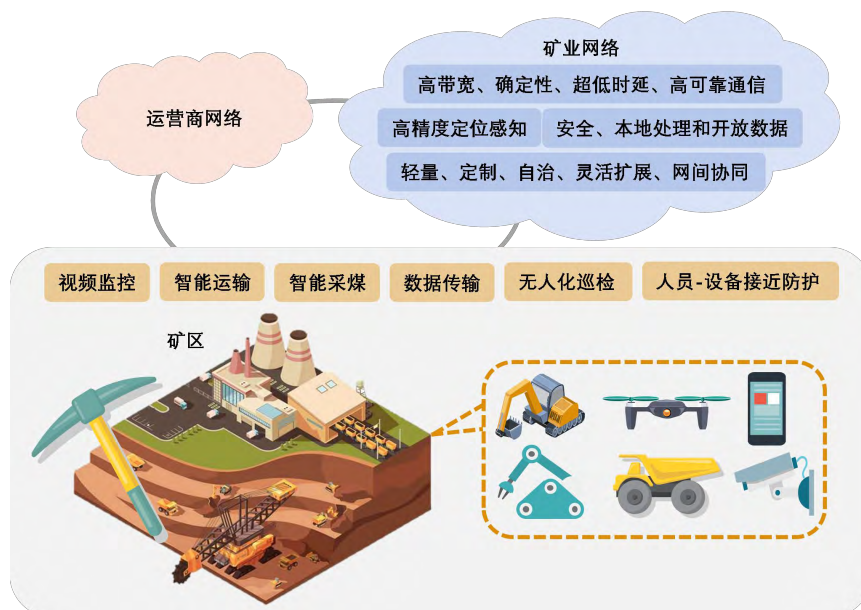 矿业网络
高带宽、确定性、超低时延、高可靠通信
运营商网络
高精度定位感知
安全、本地处理和开放数据
轻量、定制、自治、灵活扩展、网间协同
视频监控
智能运输
智能采煤
数据传输
无人化巡检
人员-设备接近防护
矿区